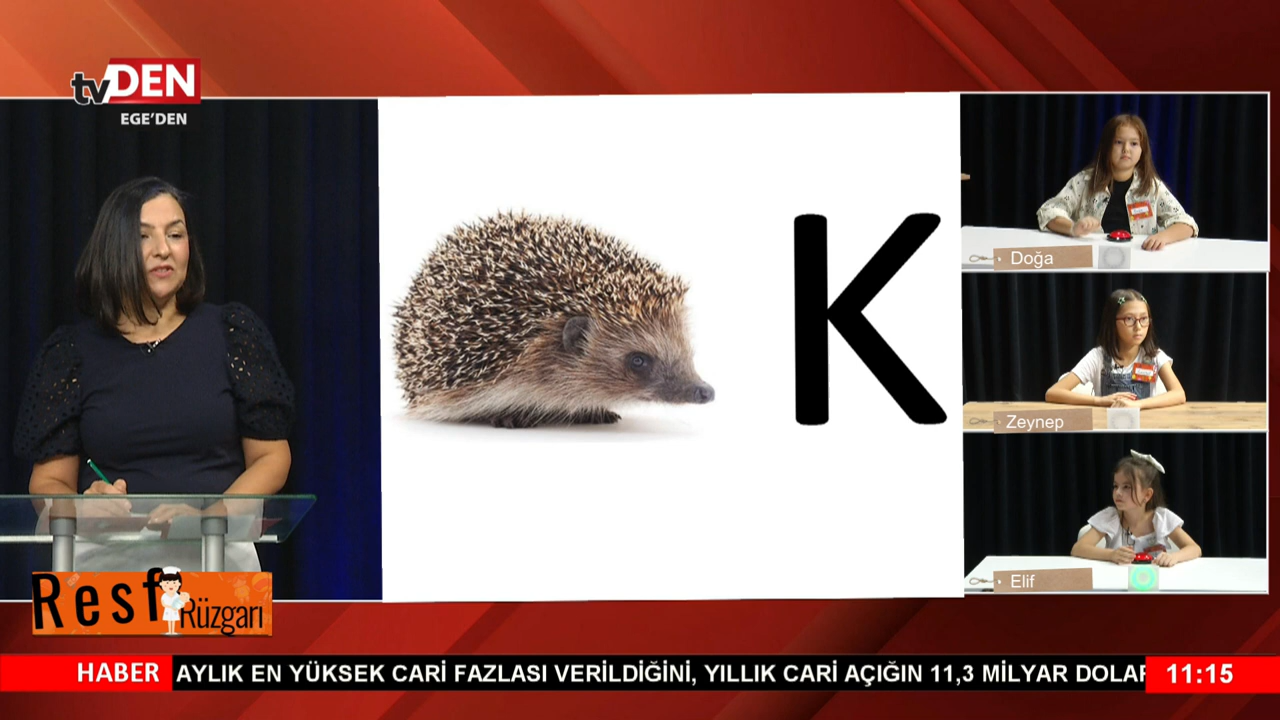 tvDEN
EGE'DEN
K
Doğa
Zeynep
Elif
Resf
Rüzgarı
HABER
AYLIK EN YÜKSEK CARİ FAZLASI VERİLDİĞİNİ, YILLIK CARİ AÇIĞIN 11,3 MİLYAR DOLAR
11:15